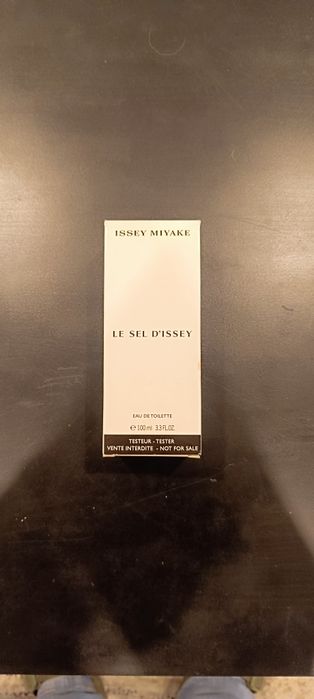 ISSEY MIYAKE
LE SEL D'ISSEY
EAU DE TOILETTE
℮ 100 ml 3.3 FL.OZ.
TESTEUR - TESTER
VENTE INTERDITE - NOT FOR SALE